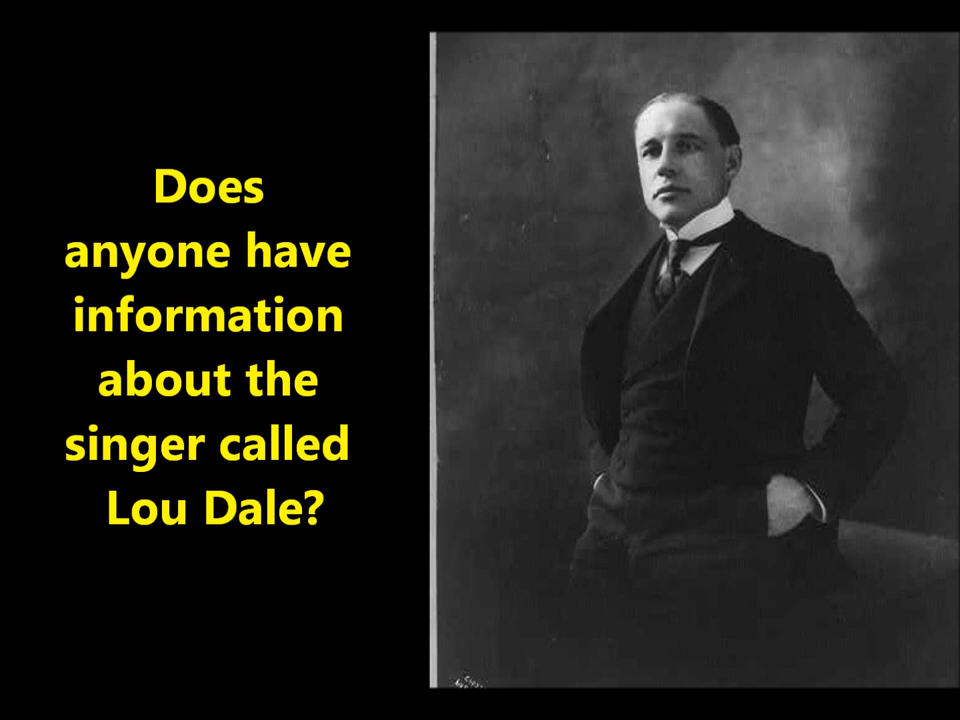 Does
anyone have
information
about the
singer called
Lou Dale?